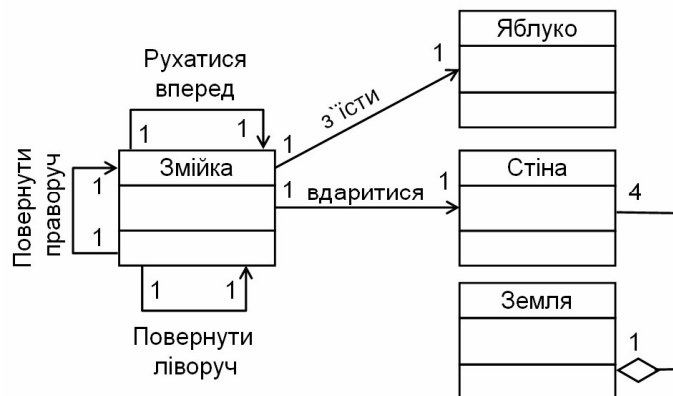 Яблуко
Рухатися
вперед
1
з`їсти
1
1
1
1
Змійка
Стіна
1
1
вдаритися
1
4
Повернути
праворуч
1
1
1
Земля
Повернути
ліворуч
1